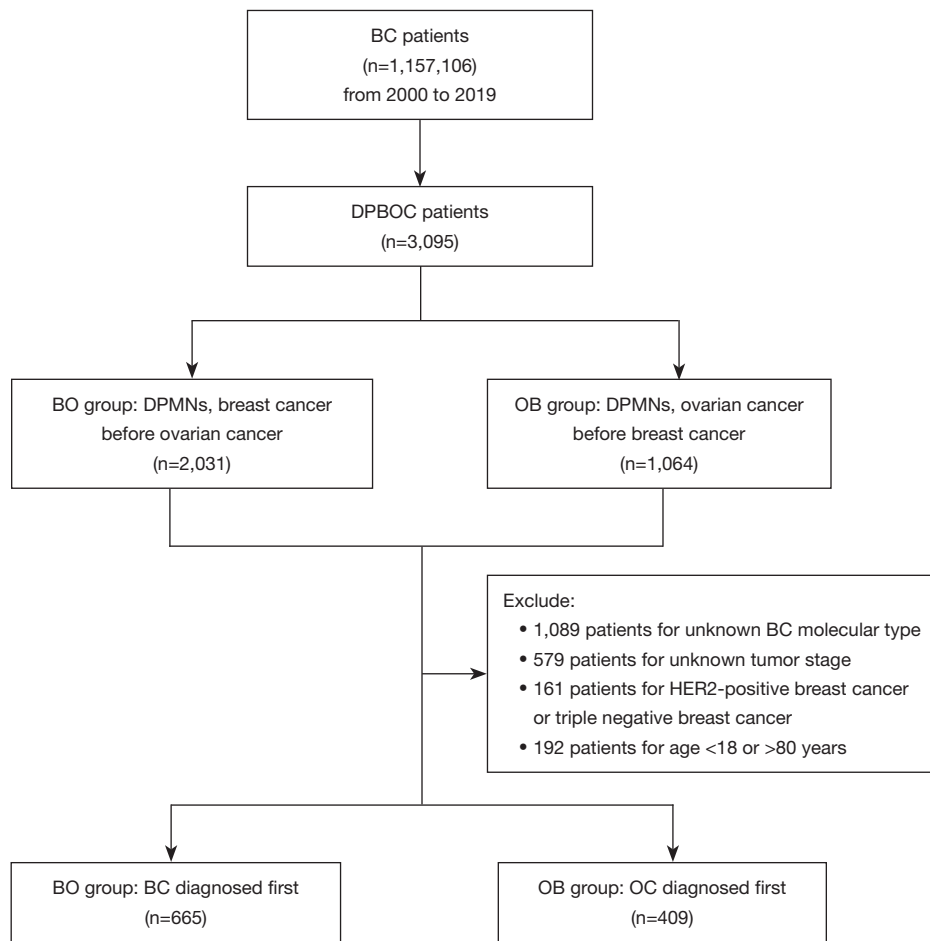 BC patients
(n=1,157,106)
from 2000 to 2019
DPBOC patients
(n=3,095)
BO group: DPMNs, breast cancer
before ovarian cancer
(n=2,031)
OB group: DPMNs, ovarian cancer
before breast cancer
(n=1,064)
Exclude:
• 1,089 patients for unknown BC molecular type
• 579 patients for unknown tumor stage
• 161 patients for HER2-positive breast cancer
or triple negative breast cancer
• 192 patients for age <18 or >80 years
BO group: BC diagnosed first
(n=665)
OB group: OC diagnosed first
(n=409)